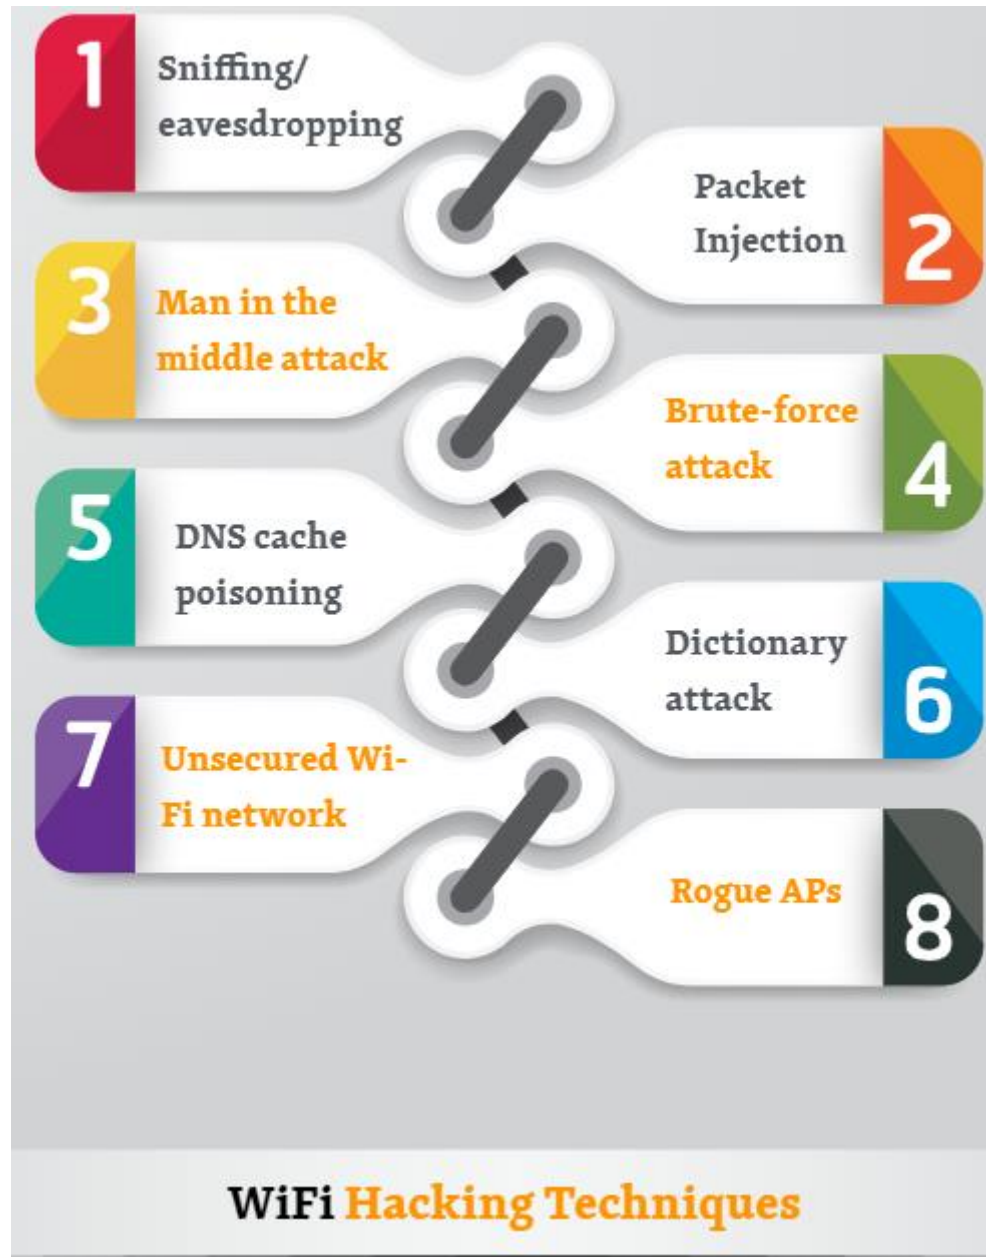 1
Sniffing/
eavesdropping
Packet
Injection
2
3
Man in the
middle attack
Brute-force
attack
4
5
DNS cache
poisoning
Dictionary
attack
6
7
Unsecured Wi-
Fi network
Rogue APs
8
WiFi Hacking Techniques